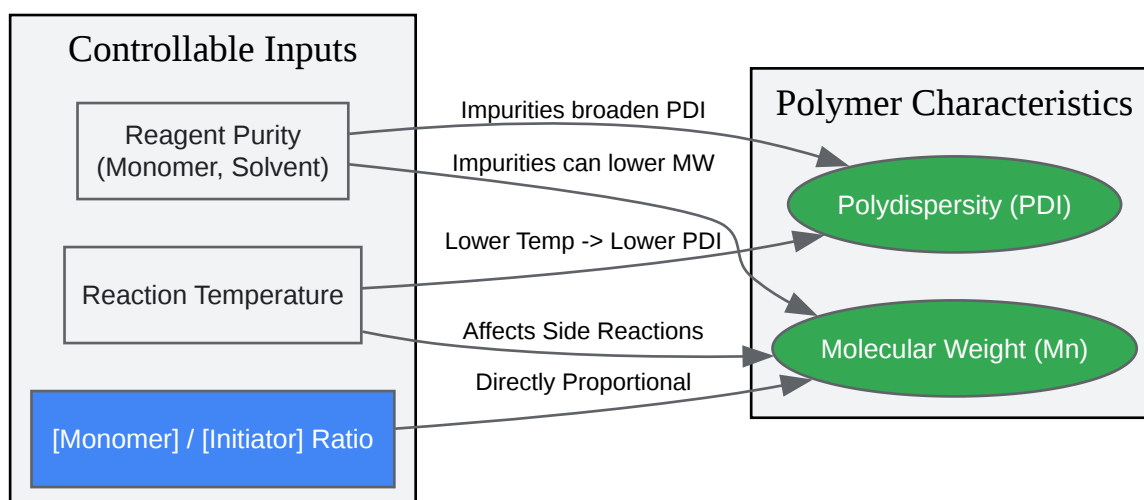 Controllable Inputs
Reagent Purity
(Monomer, Solvent)
Reaction Temperature
[Monomer] / [Initiator] Ratio
Impurities broaden PDI
Impurities can lower MW
Lower Temp -> Lower PDI
Affects Side Reactions
Directly Proportional
Polymer Characteristics
Polydispersity (PDI)
Molecular Weight (Mn)